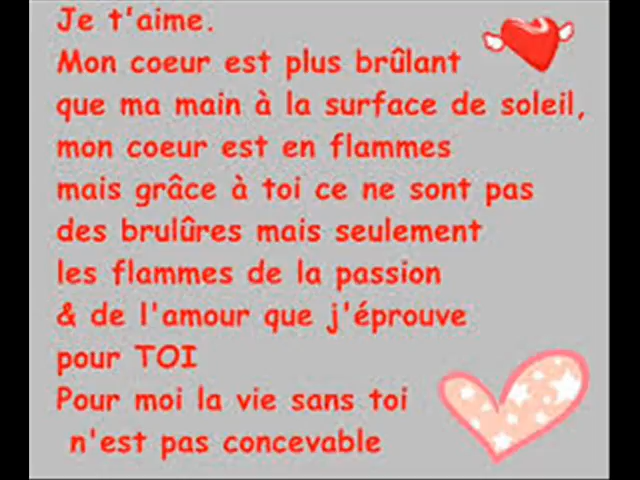 Je t'aime.
Mon coeur est plus brûlant
que ma main à la surface de soleil,
mon coeur est en flammes
mais grâce à toi ce ne sont pas
des brulûres mais seulement
les flammes de la passion
& de l'amour que j'éprouve
pour TOI
Pour moi la vie sans toi
n'est pas concevable